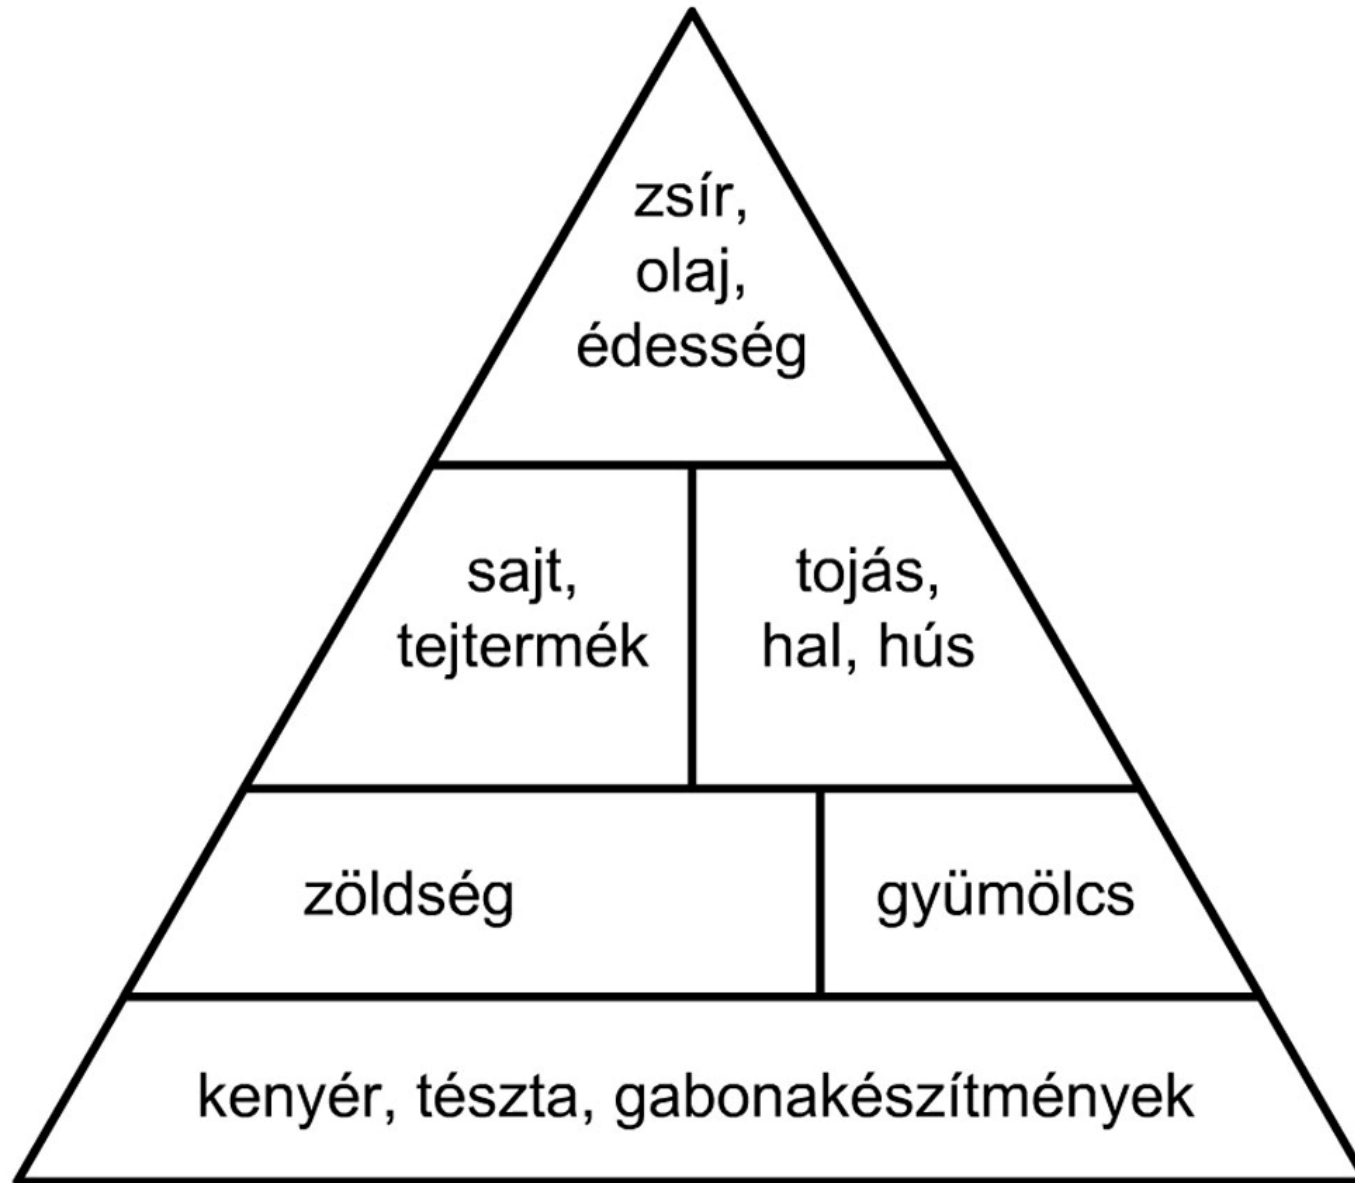 zsír,
olaj,
édesség
sajt,
tejtermék
tojás,
hal, hús
zöldség
gyümölcs
kenyér, tészta, gabonakészítmények